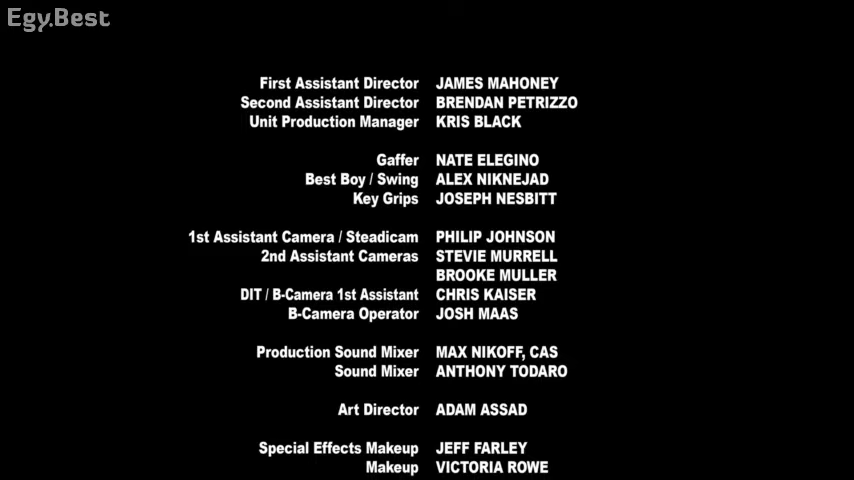 Egy.Best
First Assistant Director JAMES MAHONEY
Second Assistant Director BRENDAN PETRIZZO
Unit Production Manager KRIS BLACK
Gaffer NATE ELEGINO
Best Boy / Swing ALEX NIKNEJAD
Key Grips JOSEPH NESBITT
1st Assistant Camera / Steadicam PHILIP JOHNSON
2nd Assistant Cameras STEVIE MURRELL
BROOKE MULLER
DIT / B-Camera 1st Assistant CHRIS KAISER
B-Camera Operator JOSH MAAS
Production Sound Mixer MAX NIKOFF, CAS
Sound Mixer ANTHONY TODARO
Art Director ADAM ASSAD
Special Effects Makeup JEFF FARLEY
Makeup VICTORIA ROWE